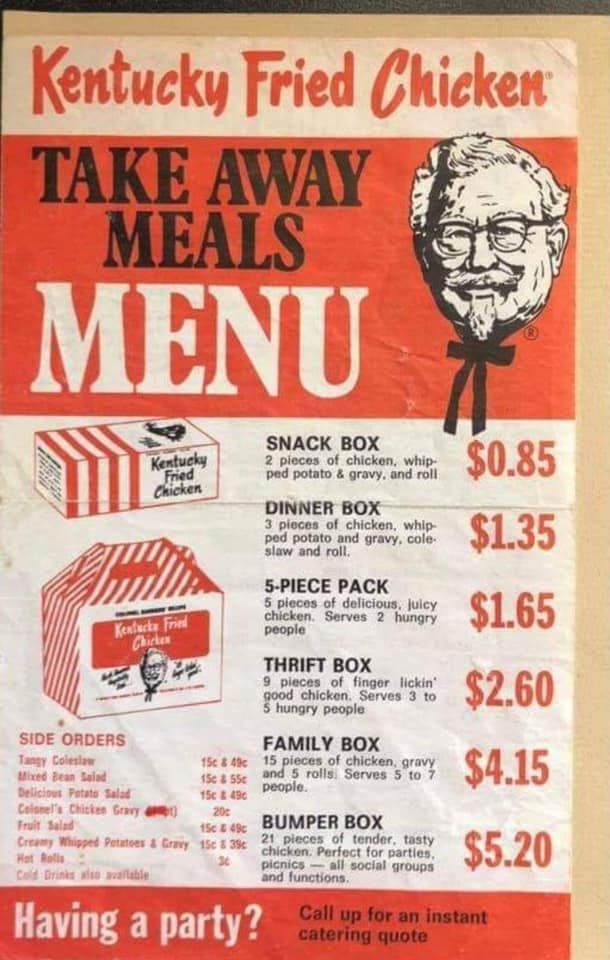 Kentucky Fried Chicken®
TAKE AWAY
MEALS
MENU
®
Kentucky
Fried
Chicken
SNACK BOX
2 pieces of chicken, whip-
ped potato & gravy, and roll
$0.85
DINNER BOX
3 pieces of chicken, whip-
ped potato and gravy, cole-
slaw and roll.
$1.35
Kentucky Fried
Chicken
5-PIECE PACK
5 pieces of delicious, juicy
chicken. Serves 2 hungry
people
$1.65
THRIFT BOX
9 pieces of finger lickin'
good chicken. Serves 3 to
5 hungry people
$2.60
FAMILY BOX
15 pieces of chicken, gravy
and 5 rolls. Serves 5 to 7
people.
$4.15
BUMPER BOX
21 pieces of tender, tasty
chicken. Perfect for parties,
picnics — all social groups
and functions.
$5.20
SIDE ORDERS
Tangy Coleslaw 15c & 49c
Mixed Bean Salad 15c & 55c
Delicious Potato Salad 15c & 49c
Colonel's Chicken Gravy 20c
Fruit Salad 15c & 49c
Creamy Whipped Potatoes & Gravy 15c & 39c
Hot Rolls 3c
Cold Drinks also available
Having a party?
Call up for an instant
catering quote